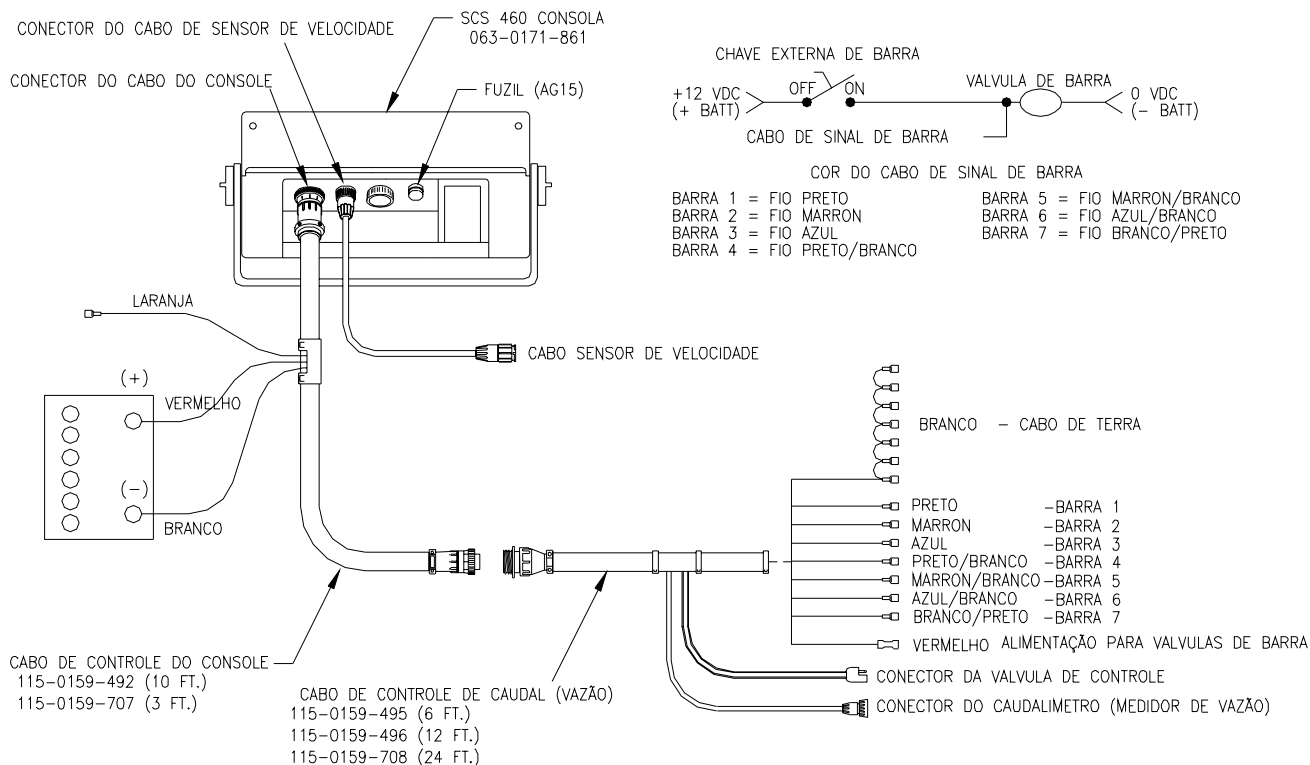 SCS 460 CONSOLA
063-0171-861
CONECTOR DO CABO DE SENSOR DE VELOCIDADE
CONECTOR DO CABO DO CONSOLE
FUZIL (AG15)
CHAVE EXTERNA DE BARRA
+12 VDC
(+ BATT)
OFF
ON
VALVULA DE BARRA
0 VDC
(- BATT)
CABO DE SINAL DE BARRA
COR DO CABO DE SINAL DE BARRA
BARRA 1 = FIO PRETO
BARRA 2 = FIO MARRON
BARRA 3 = FIO AZUL
BARRA 4 = FIO PRETO/BRANCO
BARRA 5 = FIO MARRON/BRANCO
BARRA 6 = FIO AZUL/BRANCO
BARRA 7 = FIO BRANCO/PRETO
LARANJA
CABO SENSOR DE VELOCIDADE
(+)
VERMELHO
(-)
BRANCO
BRANCO - CABO DE TERRA
PRETO -BARRA 1
MARRON -BARRA 2
AZUL -BARRA 3
PRETO/BRANCO -BARRA 4
MARRON/BRANCO -BARRA 5
AZUL/BRANCO -BARRA 6
BRANCO/PRETO -BARRA 7
VERMELHO ALIMENTAÇÃO PARA VALVULAS DE BARRA
CONECTOR DA VALVULA DE CONTROLE
CONECTOR DO CAUDALIMETRO (MEDIDOR DE VAZÃO)
CABO DE CONTROLE DO CONSOLE
115-0159-492 (10 FT.)
115-0159-707 (3 FT.)
CABO DE CONTROLE DE CAUDAL (VAZÃO)
115-0159-495 (6 FT.)
115-0159-496 (12 FT.)
115-0159-708 (24 FT.)